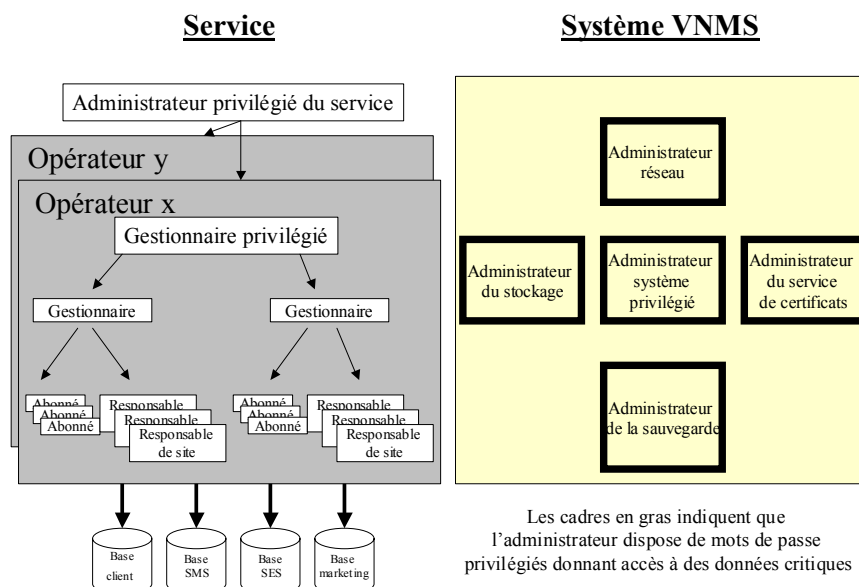 Service
Système VNMS
Administrateur privilégié du service
Opérateur y
Opérateur x
Gestionnaire privilégié
Gestionnaire
Gestionnaire
Abonné
Abonné
Abonné
Responsable
Responsable
Responsable
de site
Abonné
Abonné
Abonné
Responsable
Responsable
Responsable
de site
Base
client
Base
SMS
Base
SES
Base
marketing
Administrateur
réseau
Administrateur
du stockage
Administrateur
système
privilégié
Administrateur
du service
de certificats
Administrateur
de la sauvegarde
Les cadres en gras indiquent que
l’administrateur dispose de mots de passe
privilégiés donnant accès à des données critiques